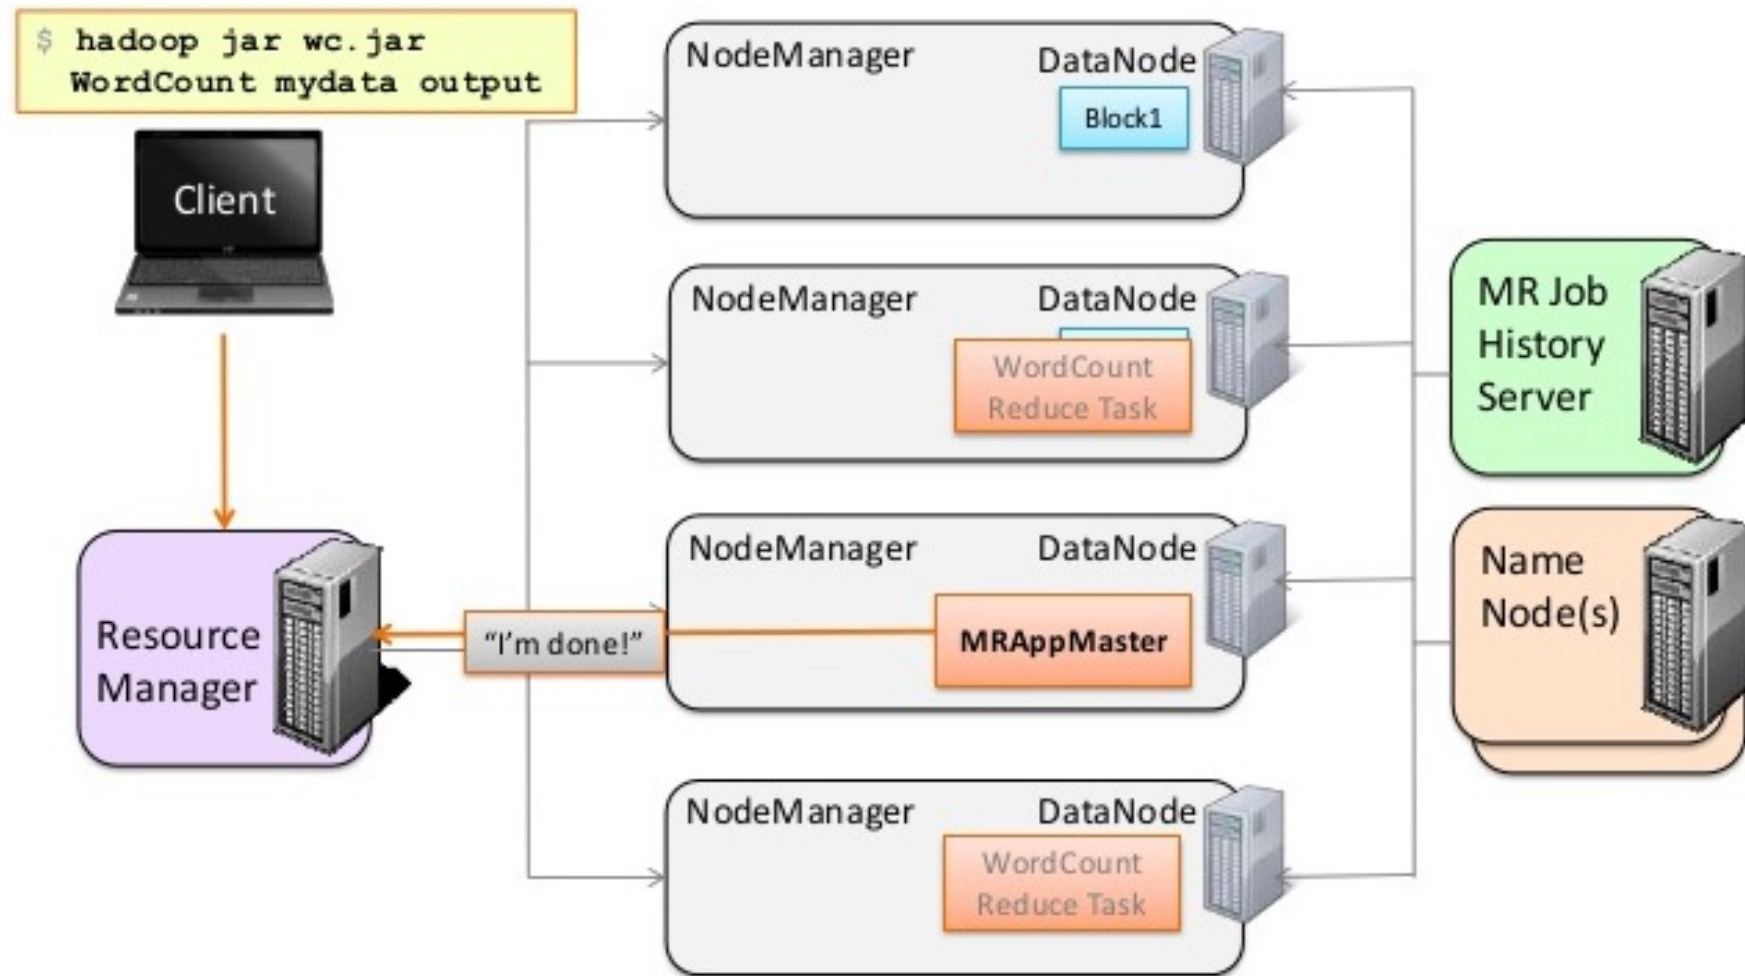 $ hadoop jar wc.jar
WordCount mydata output
Client
Resource
Manager
“I’m done!”
NodeManager
DataNode
Block1
NodeManager
DataNode
WordCount
Reduce Task
NodeManager
DataNode
MRAppMaster
NodeManager
DataNode
WordCount
Reduce Task
MR Job
History
Server
Name
Node(s)